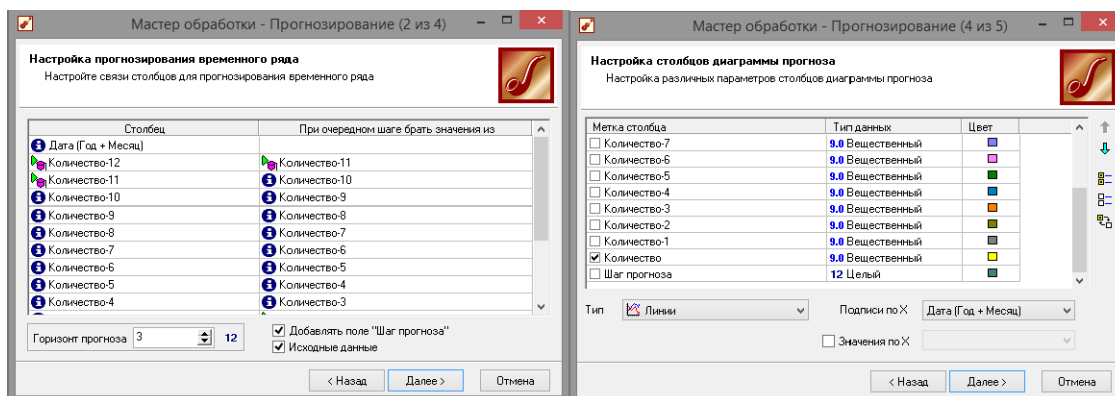 Мастер обработки - Прогнозирование (2 из 4)
Настройка прогнозирования временного ряда
Настройте связи столбцов для прогнозирования временного ряда
Столбец При очередном шаге брать значения из
Дата (Год + Месяц)
Количество-12 Количество-11
Количество-11 Количество-10
Количество-10 Количество-9
Количество-9 Количество-8
Количество-8 Количество-7
Количество-7 Количество-6
Количество-6 Количество-5
Количество-5 Количество-4
Количество-4 Количество-3
Горизонт прогноза 3 12
Добавлять поле "Шаг прогноза"
Исходные данные
< Назад Далее > Отмена
Мастер обработки - Прогнозирование (4 из 5)
Настройка столбцов диаграммы прогноза
Настройка различных параметров столбцов диаграммы прогноза
Метка столбца Тип данных Цвет
Количество-7 9.0 Вещественный
Количество-6 9.0 Вещественный
Количество-5 9.0 Вещественный
Количество-4 9.0 Вещественный
Количество-3 9.0 Вещественный
Количество-2 9.0 Вещественный
Количество-1 9.0 Вещественный
Количество 9.0 Вещественный
Шаг прогноза 12 Целый
Тип Линии Подписи по X Дата (Год + Месяц)
Значения по X
< Назад Далее > Отмена